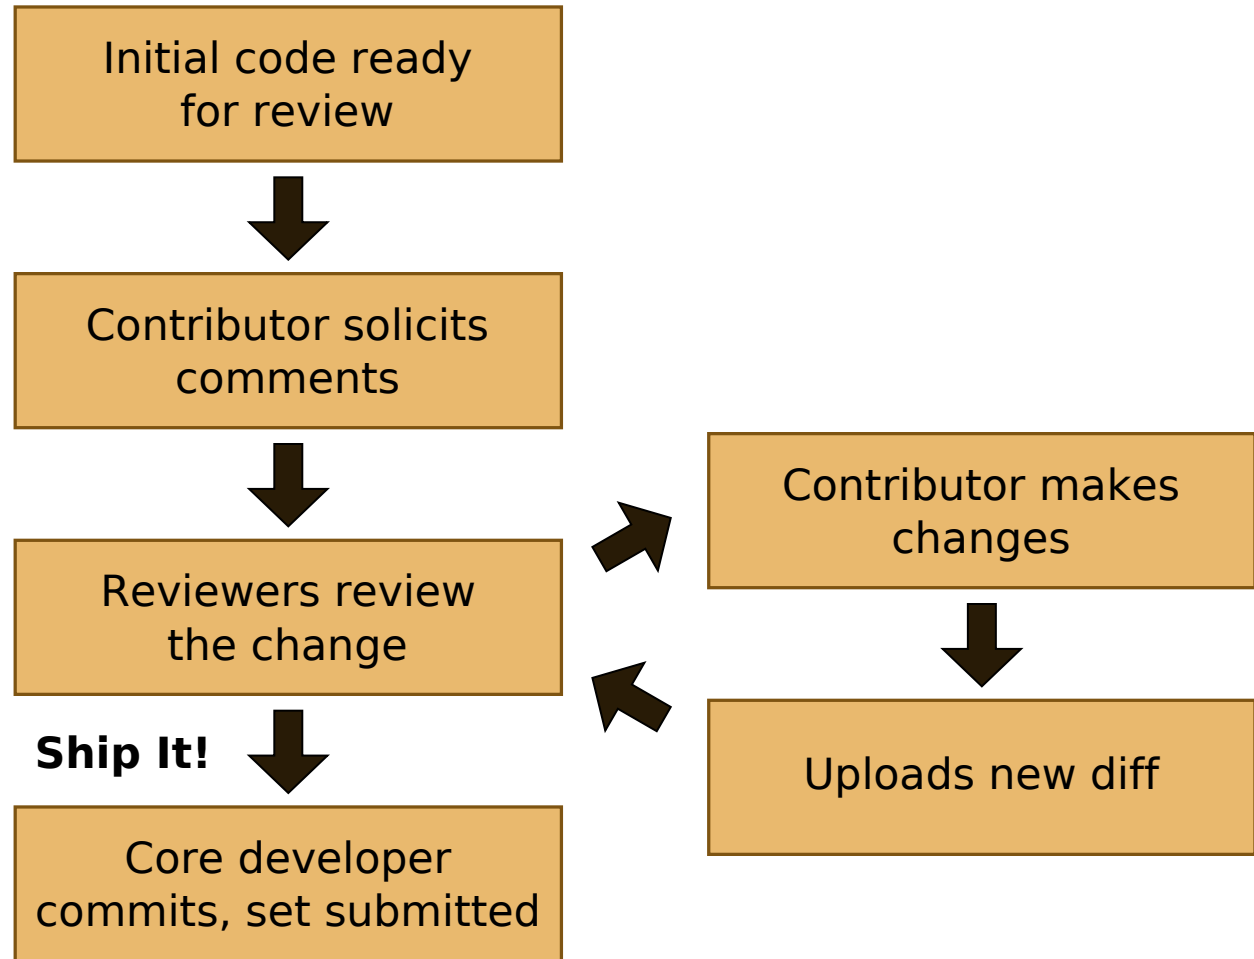 Initial code ready
for review
Contributor solicits
comments
Reviewers review
the change
Contributor makes
changes
Uploads new diff
Ship It!
Core developer
commits, set submitted